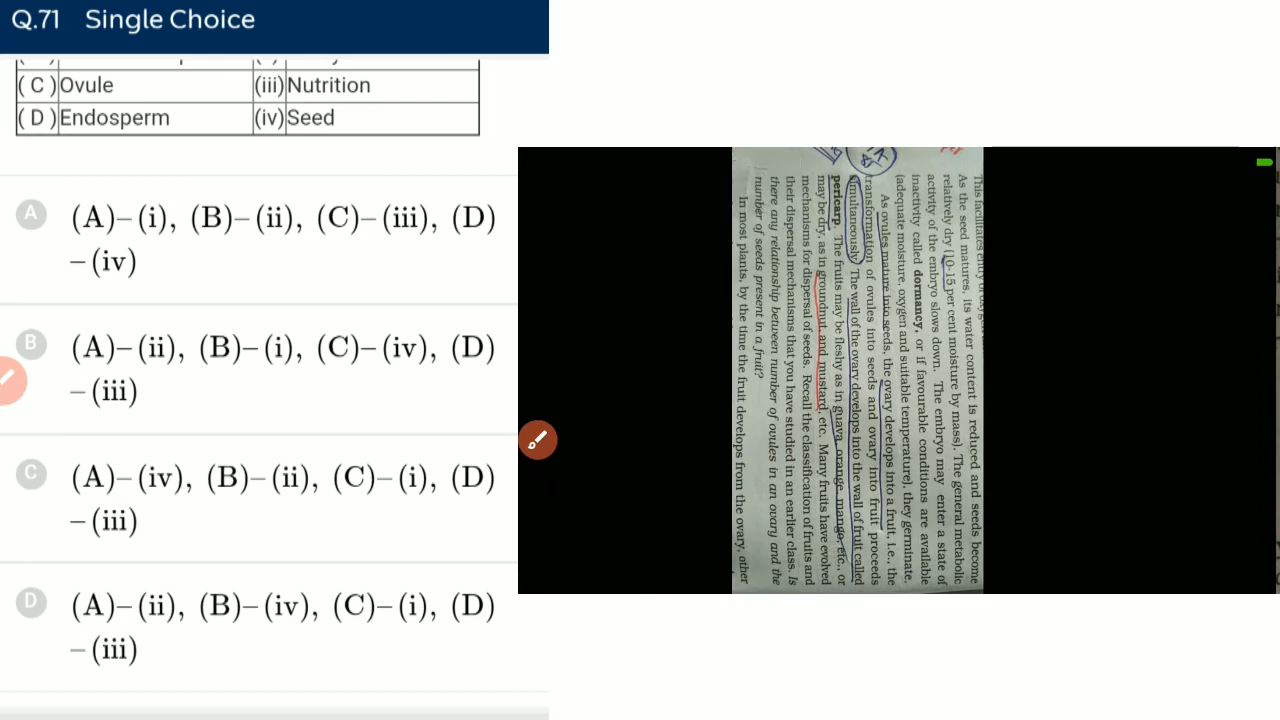 Q.71 Single Choice
( C ) Ovule (iii) Nutrition
( D ) Endosperm (iv) Seed
A (A)–(i), (B)–(ii), (C)–(iii), (D)
–(iv)
B (A)–(ii), (B)–(i), (C)–(iv), (D)
–(iii)
C (A)–(iv), (B)–(ii), (C)–(i), (D)
–(iii)
D (A)–(ii), (B)–(iv), (C)–(i), (D)
–(iii)
This facilitates entry of
As the seed matures, its water content is reduced and seeds become
relatively dry (10-15 per cent moisture by mass). The general metabolic
activity of the embryo slows down. The embryo may enter a state of
inactivity called dormancy, or if favourable conditions are available
(adequate moisture, oxygen and suitable temperature), they germinate.
As ovules mature into seeds, the ovary develops into a fruit, i.e., the
transformation of ovules into seeds and ovary into fruit proceeds
simultaneously. The wall of the ovary develops into the wall of fruit called
pericarp. The fruits may be fleshy as in guava, orange, mango, etc., or
may be dry, as in groundnut, and mustard, etc. Many fruits have evolved
mechanisms for dispersal of seeds. Recall the classification of fruits and
their dispersal mechanisms that you have studied in an earlier class. Is
there any relationship between number of ovules in an ovary and the
number of seeds present in a fruit?
In most plants, by the time the fruit develops from the ovary, other